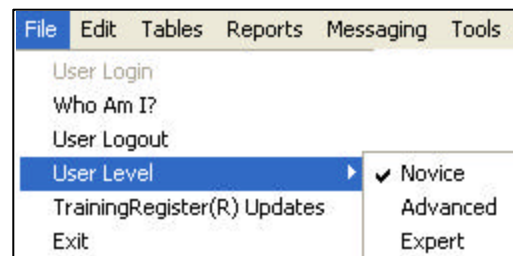 File Edit Tables Reports Messaging Tools
User Login
Who Am I?
User Logout
User Level
Novice
TrainingRegister(R) Updates
Advanced
Exit
Expert